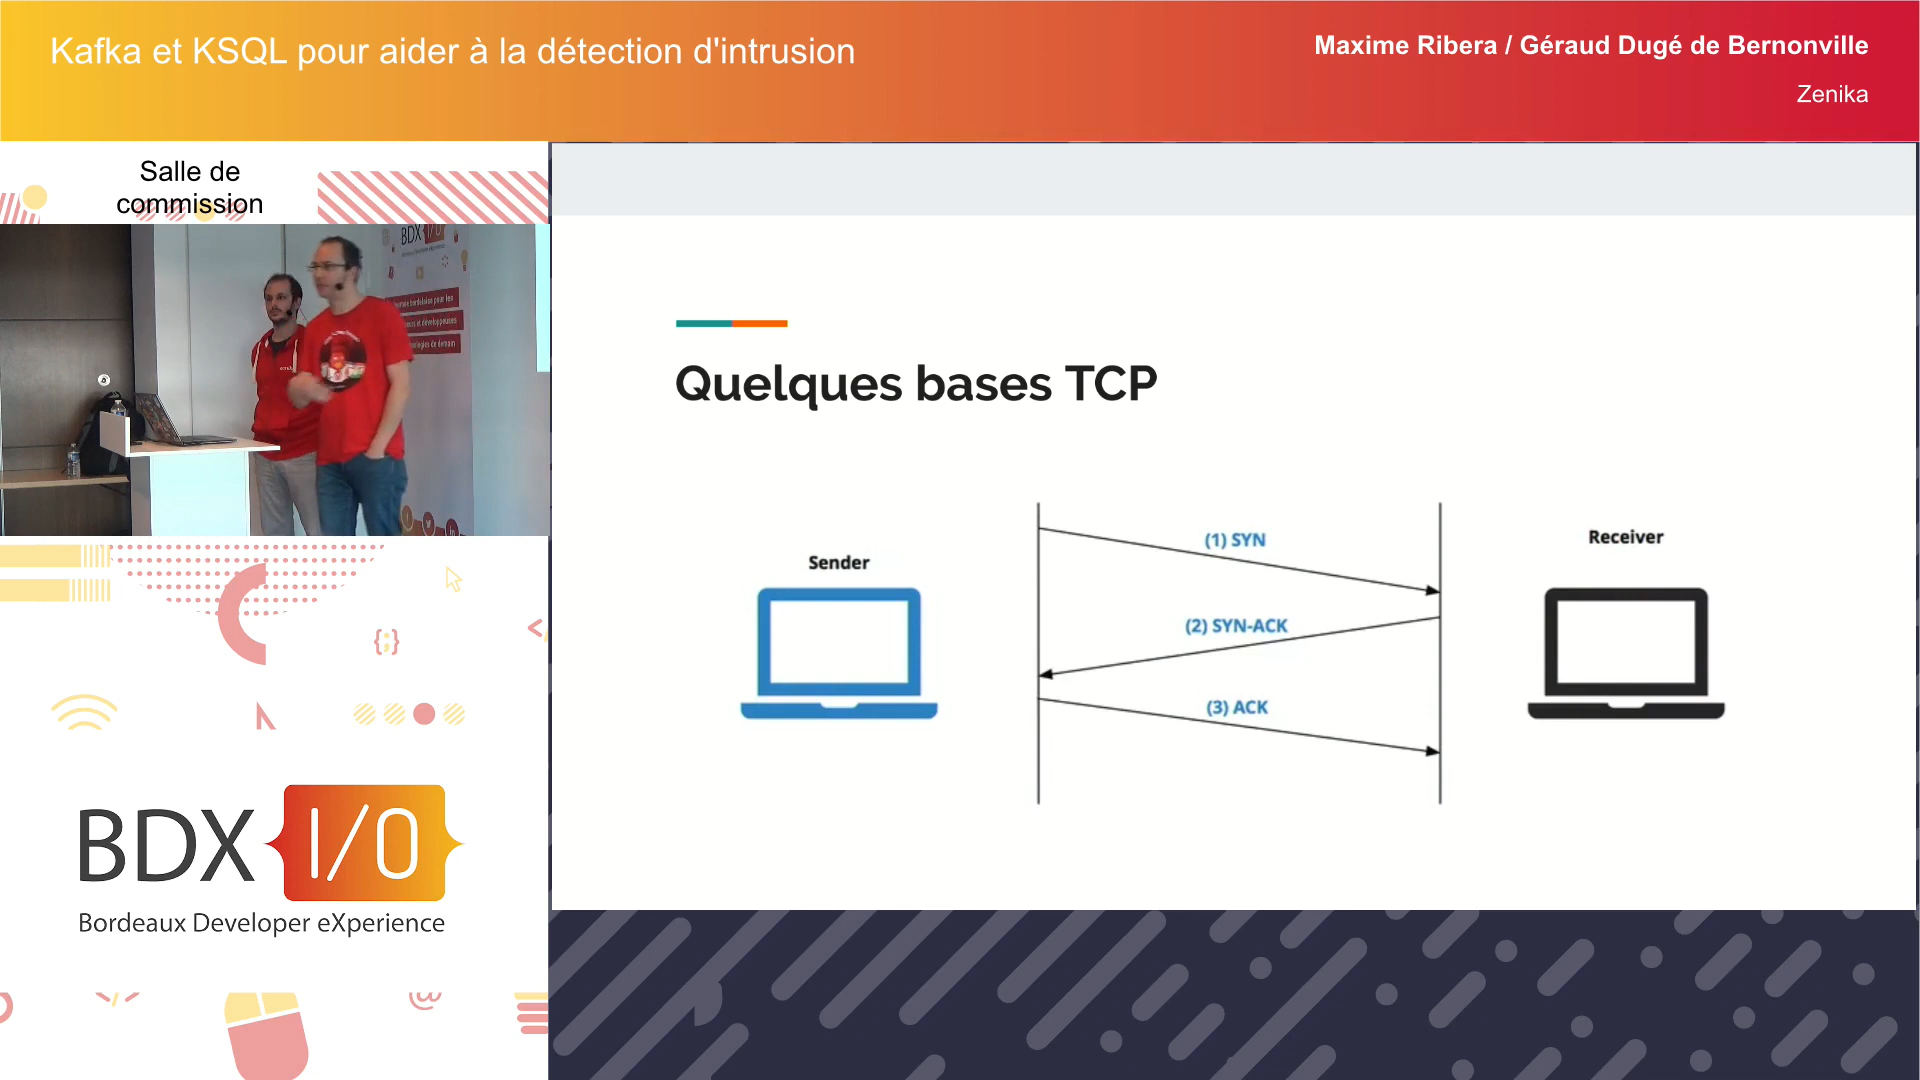 Kafka et KSQL pour aider à la détection d'intrusion
Maxime Ribera / Géraud Dugé de Bernonville
Zenika
Salle de
commission
BDX I/O
Quelques bases TCP
Sender
(1) SYN
(2) SYN-ACK
(3) ACK
Receiver
{;}
BDX I/O
Bordeaux Developer eXperience